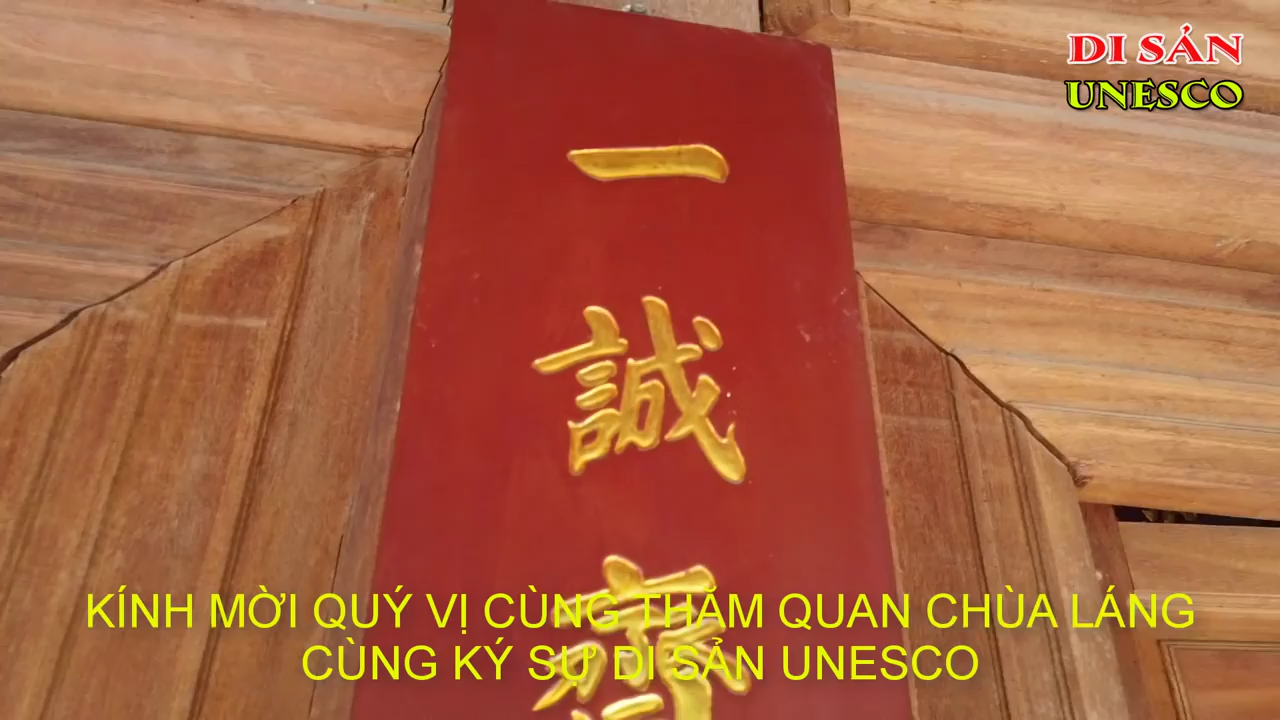 DI SẢN
UNESCO
一
誠
KÍNH MỜI QUÝ VỊ CÙNG THĂM QUAN CHÙA LÁNG
CÙNG KÝ SỰ DI SẢN UNESCO